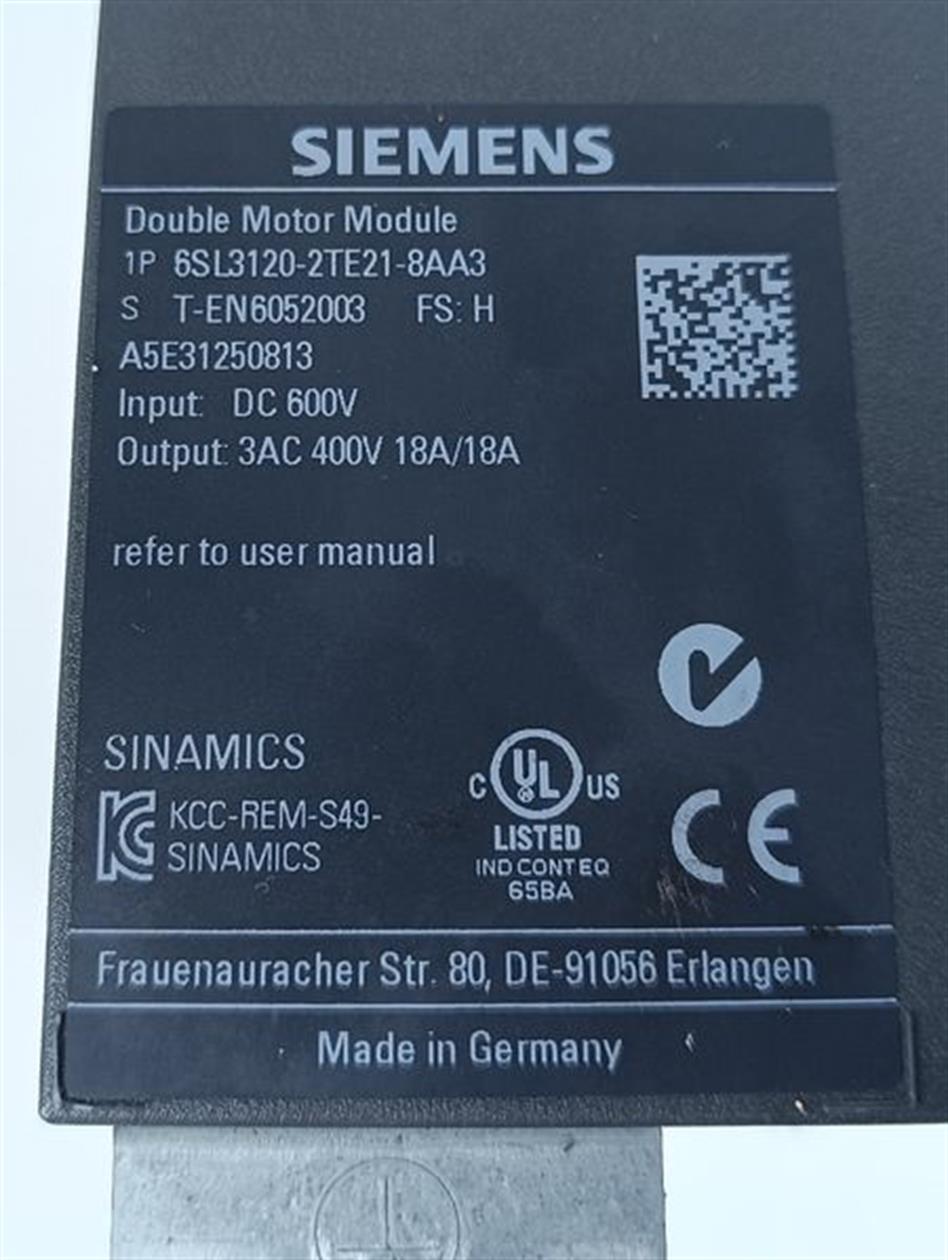 SIEMENS
Double Motor Module
1P 6SL3120-2TE21-8AA3
S T-EN6052003 FS: H
A5E31250813
Input: DC 600V
Output: 3AC 400V 18A/18A
refer to user manual
SINAMICS
KCC-REM-S49-
SINAMICS
C UL US
LISTED
IND CONT EQ
65BA
CE
Frauenauracher Str. 80, DE-91056 Erlangen
Made in Germany